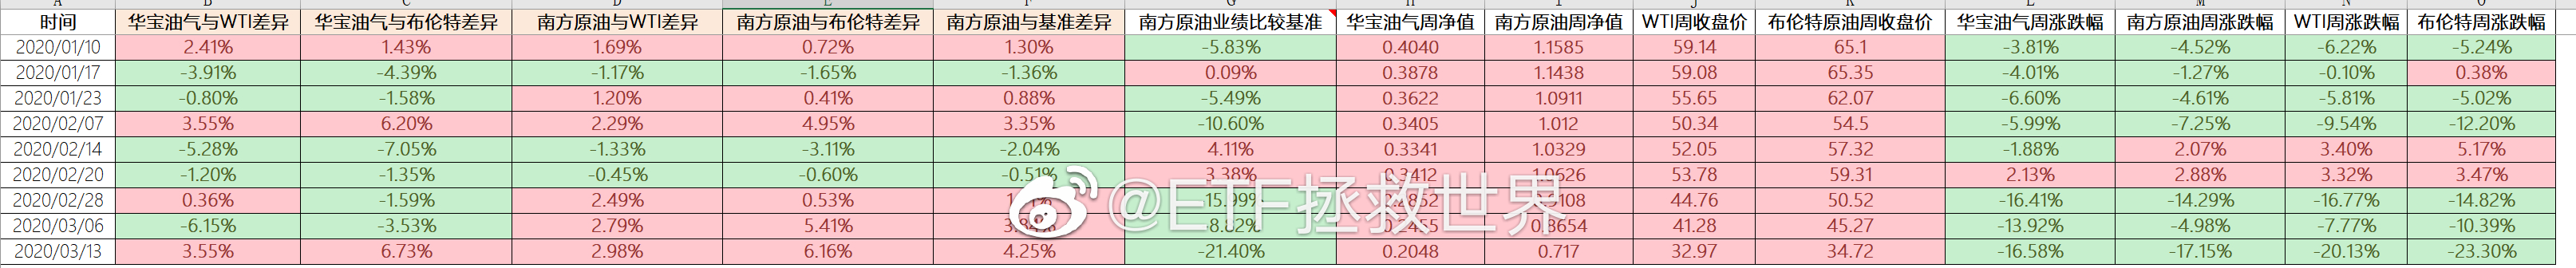 A B C D E F G H I J K L M N O
时间 华宝油气与WTI差异 华宝油气与布伦特差异 南方原油与WTI差异 南方原油与布伦特差异 南方原油与基准差异 南方原油业绩比较基准 华宝油气周净值 南方原油周净值 WTI周收盘价 布伦特原油周收盘价 华宝油气周涨跌幅 南方原油周涨跌幅 WTI周涨跌幅 布伦特周涨跌幅
2020/01/10 2.41% 1.43% 1.69% 0.72% 1.30% -5.83% 0.4040 1.1585 59.14 65.1 -3.81% -4.52% -6.22% -5.24%
2020/01/17 -3.91% -4.39% -1.17% -1.65% -1.36% 0.09% 0.3878 1.1438 59.08 65.35 -4.01% -1.27% -0.10% 0.38%
2020/01/23 -0.80% -1.58% 1.20% 0.41% 0.88% -5.49% 0.3622 1.0911 55.65 62.07 -6.60% -4.61% -5.81% -5.02%
2020/02/07 3.55% 6.20% 2.29% 4.95% 3.35% -10.60% 0.3405 1.012 50.34 54.5 -5.99% -7.25% -9.54% -12.20%
2020/02/14 -5.28% -7.05% -1.33% -3.11% -2.04% 4.11% 0.3341 1.0329 52.05 57.32 -1.88% 2.07% 3.40% 5.17%
2020/02/20 -1.20% -1.35% -0.45% -0.60% -0.51% 3.38% 0.3412 1.0626 53.78 59.31 2.13% 2.88% 3.32% 3.47%
2020/02/28 0.36% -1.59% 2.49% 0.53% -15.99% 0.2852 0.9108 44.76 50.52 -16.41% -14.29% -16.77% -14.82%
2020/03/06 -6.15% -3.53% 2.79% 5.41% 3.84% -8.82% 0.2455 0.8654 41.28 45.27 -13.92% -4.98% -7.77% -10.39%
2020/03/13 3.55% 6.73% 2.98% 6.16% 4.25% -21.40% 0.2048 0.717 32.97 34.72 -16.58% -17.15% -20.13% -23.30%
@ETF拯救世界